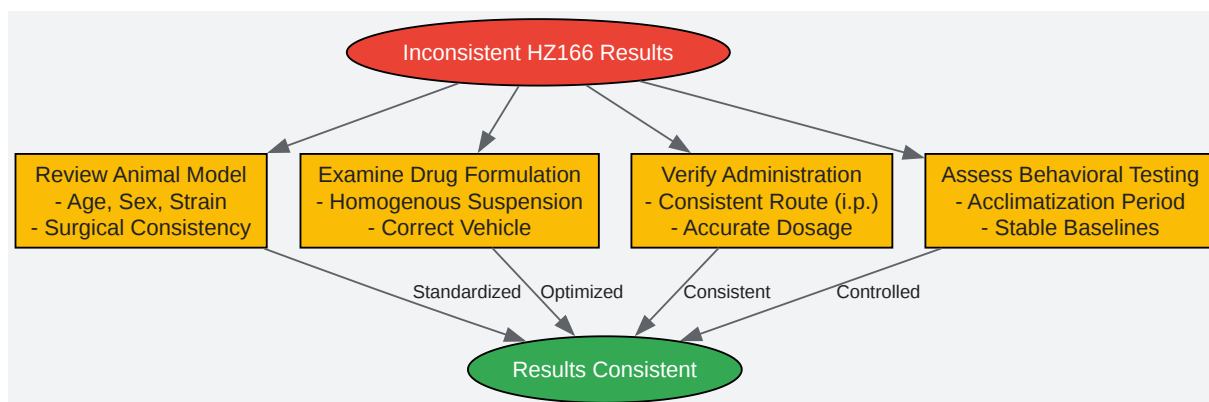 Inconsistent HZ166 Results
Review Animal Model
- Age, Sex, Strain
- Surgical Consistency
Examine Drug Formulation
- Homogenous Suspension
- Correct Vehicle
Verify Administration
- Consistent Route (i.p.)
- Accurate Dosage
Assess Behavioral Testing
- Acclimatization Period
- Stable Baselines
Standardized
Optimized
Consistent
Controlled
Results Consistent